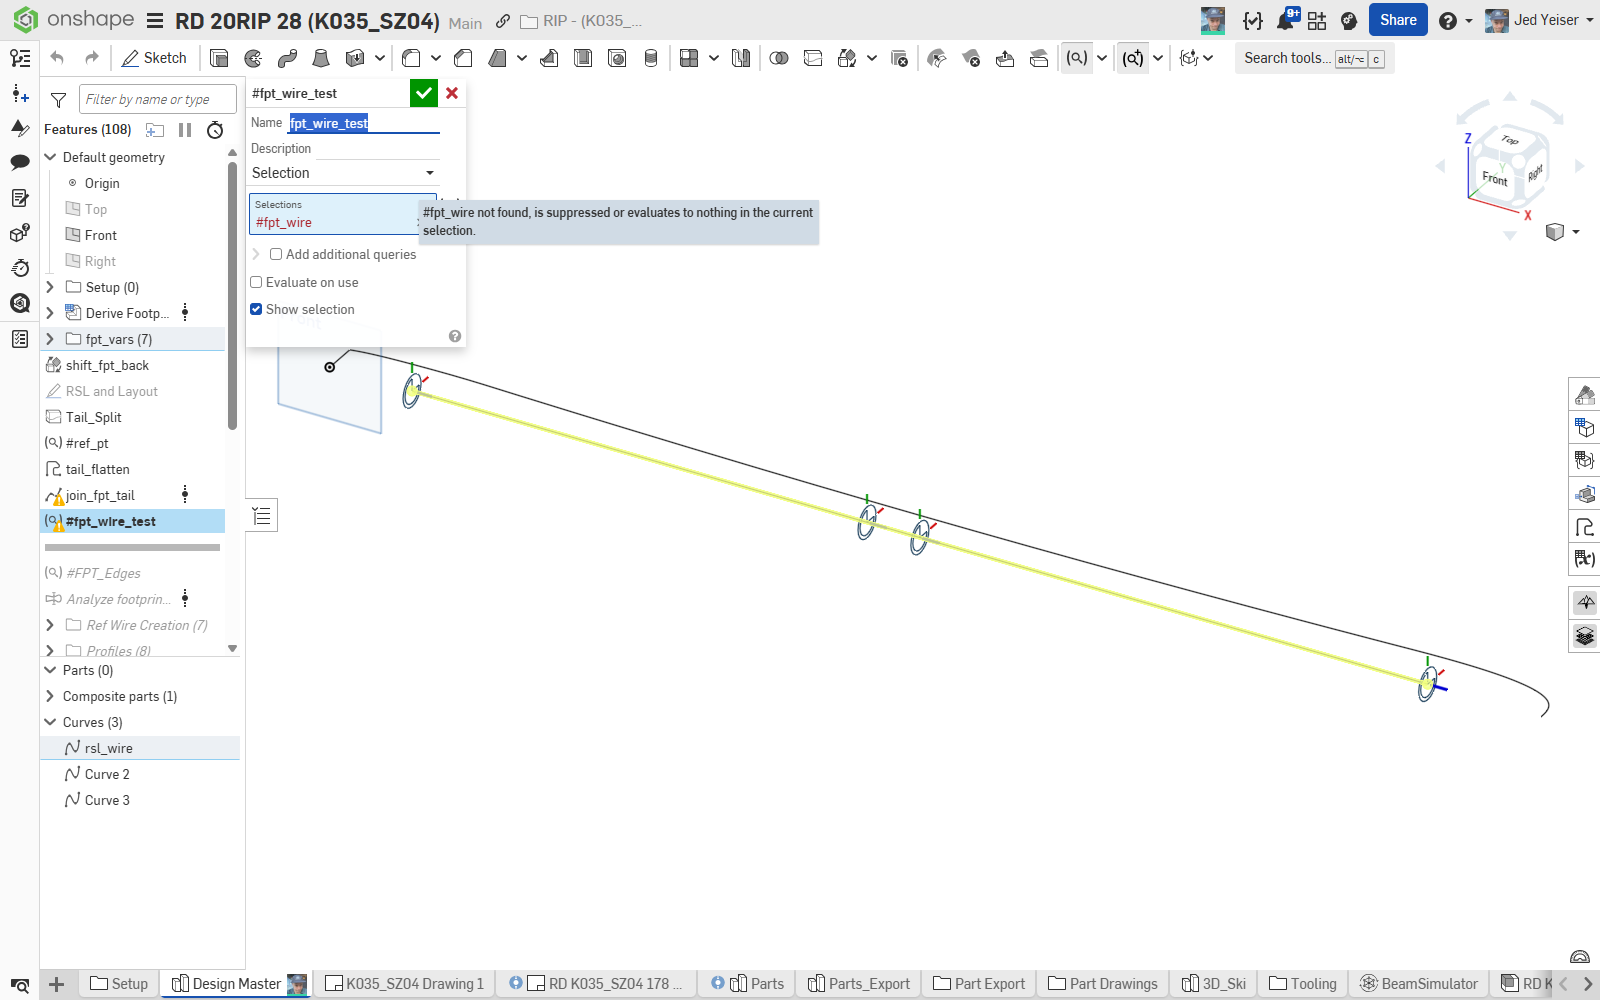 onshape
RD 20RIP 28 (K035_SZ04) Main RIP - (K035_...
9+
Share
Jed Yeiser
Sketch
Search tools... alt/⌥ c
Filter by name or type
Features (108)
Default geometry
Origin
Top
Front
Right
Setup (0)
Derive Footp...
fpt_vars (7)
shift_fpt_back
RSL and Layout
Tail_Split
#ref_pt
tail_flatten
join_fpt_tail
#fpt_wire_test
#FPT_Edges
Analyze footprin...
Ref Wire Creation (7)
Profiles (8)
Parts (0)
Composite parts (1)
Curves (3)
rsl_wire
Curve 2
Curve 3
#fpt_wire_test
Name fpt_wire_test
Description
Selection
Selections
#fpt_wire
#fpt_wire not found, is suppressed or evaluates to nothing in the current
selection.
Add additional queries
Evaluate on use
Show selection
Z
Top
Y
Front
Right
X
Setup
Design Master
K035_SZ04 Drawing 1
RD K035_SZ04 178 ...
Parts
Parts_Export
Part Export
Part Drawings
3D_Ski
Tooling
BeamSimulator
RD K